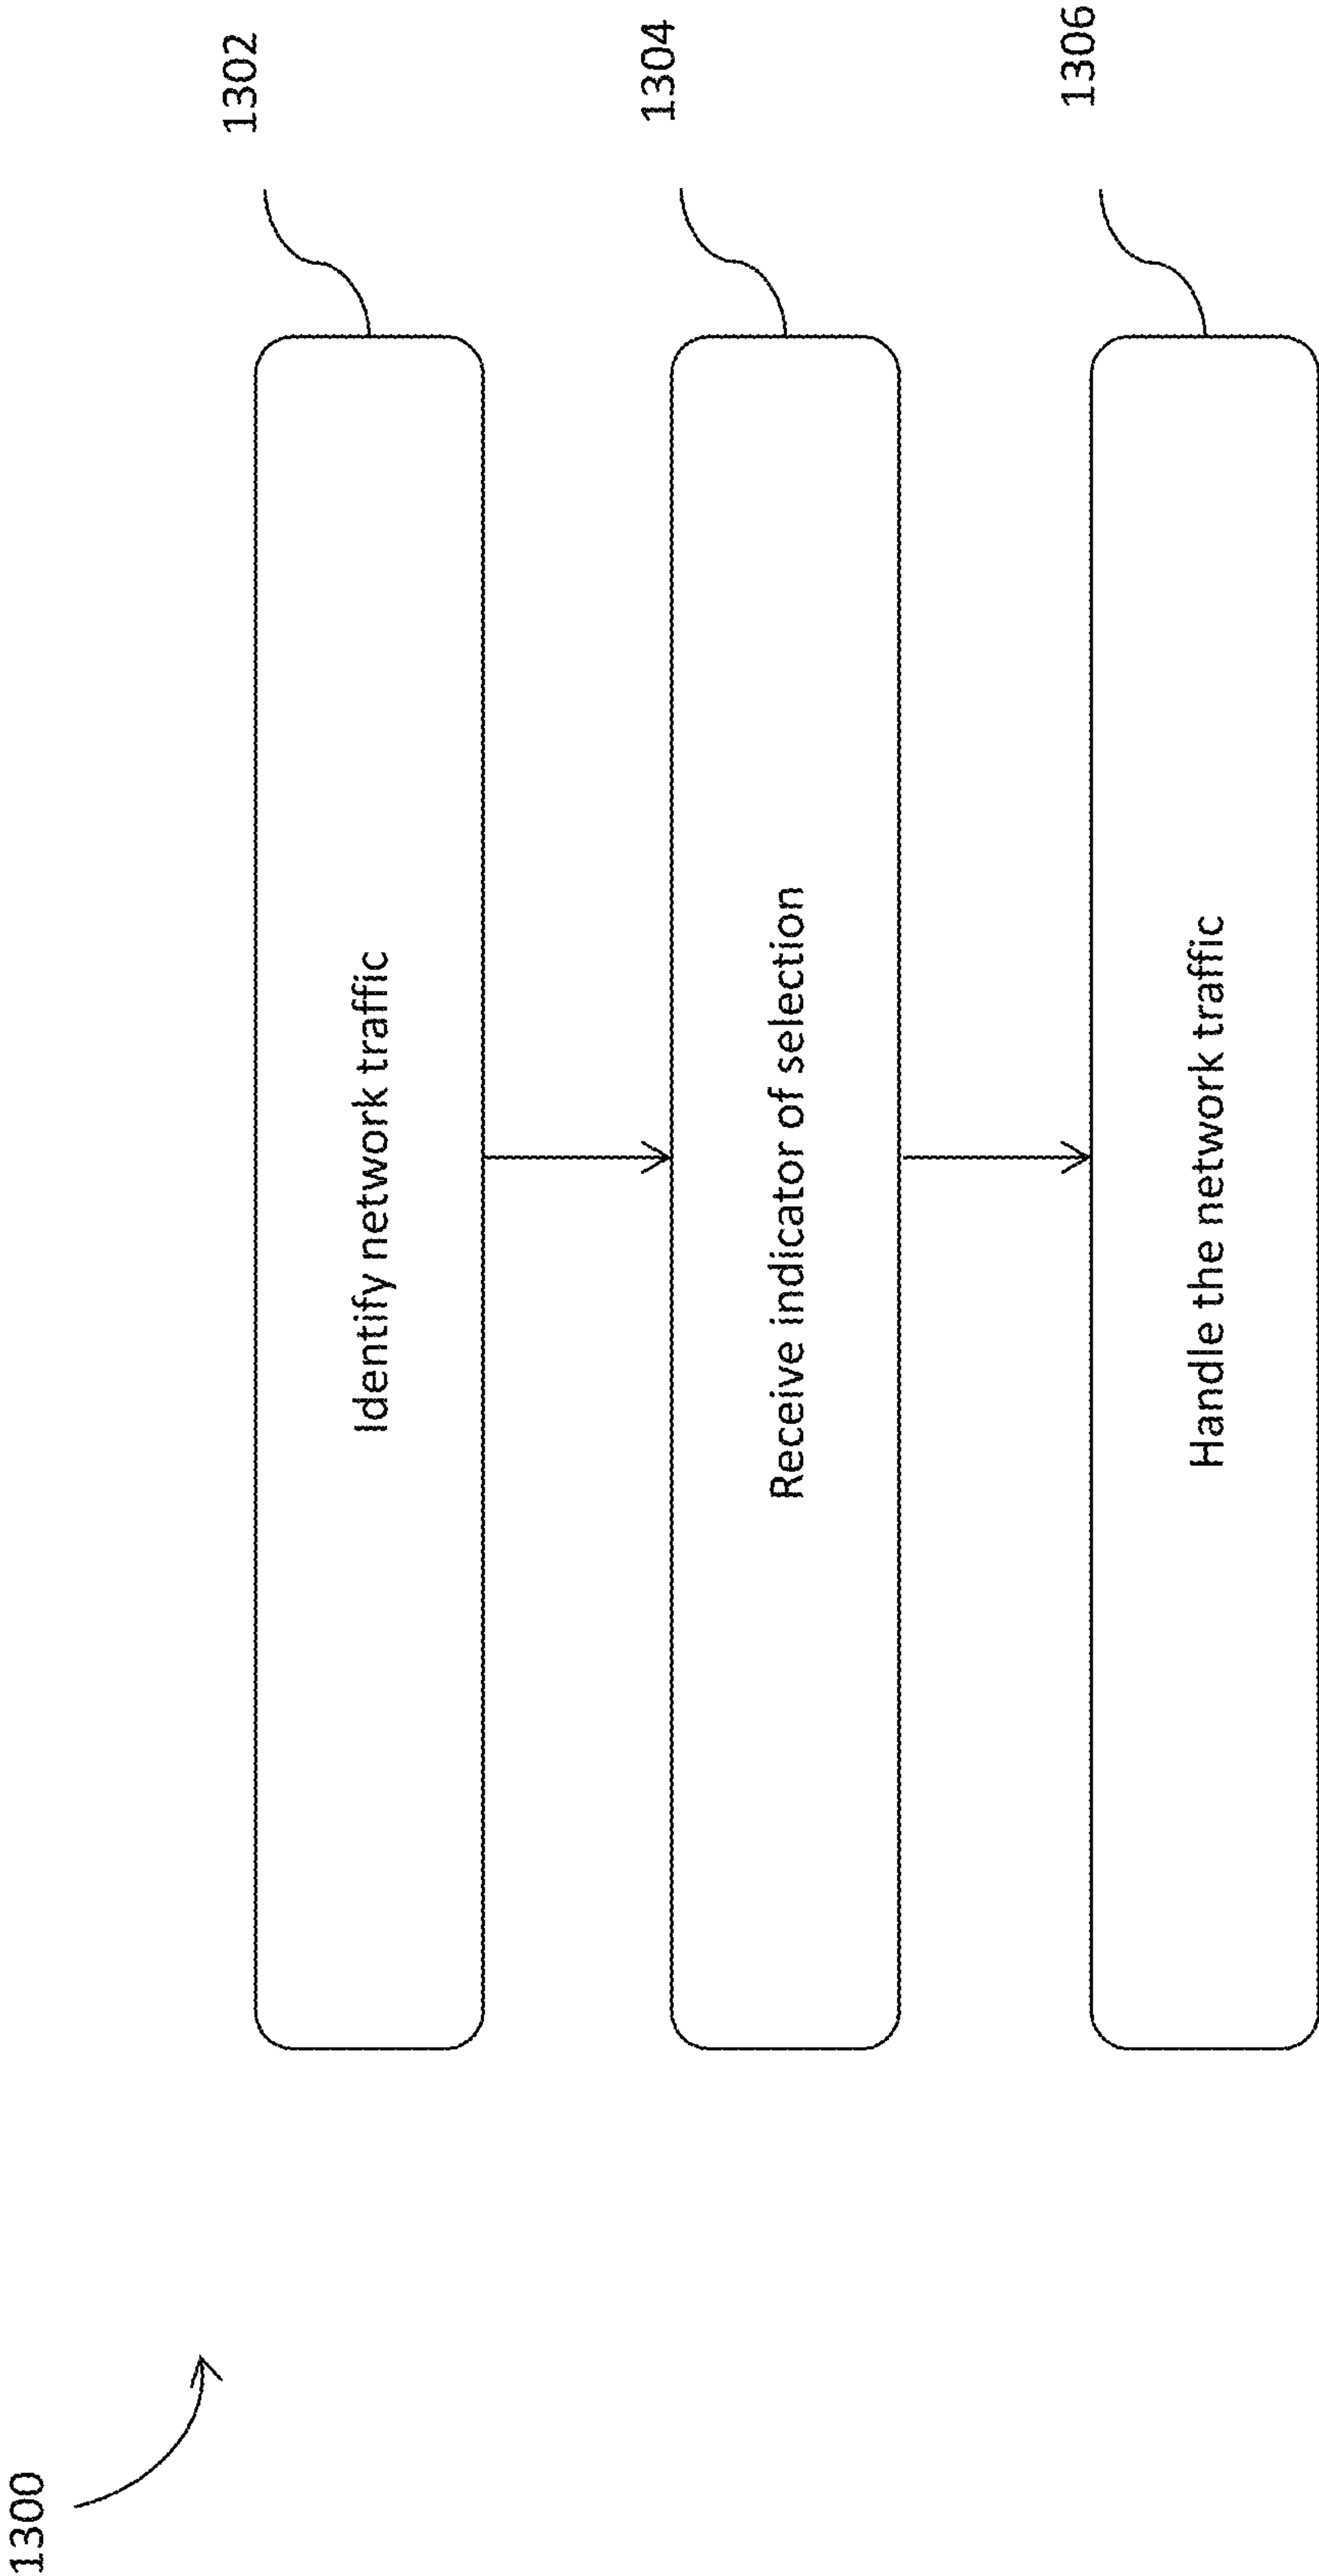 1300
1302
Identify network traffic
1304
Receive indicator of selection
1306
Handle the network traffic